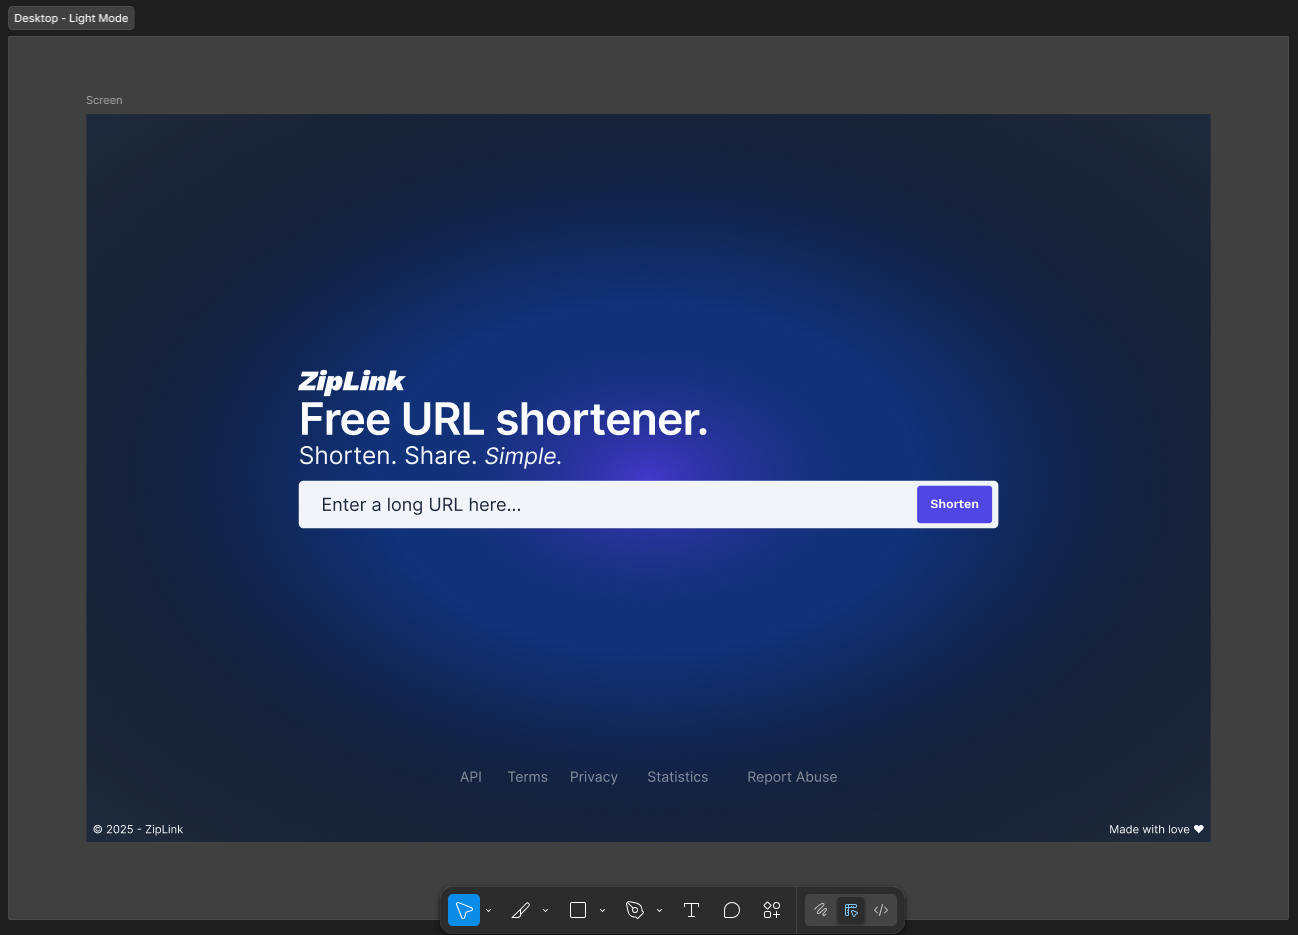 Desktop - Light Mode
Screen
ZipLink
Free URL shortener.
Shorten. Share. Simple.
Enter a long URL here...
Shorten
API Terms Privacy Statistics Report Abuse
© 2025 - ZipLink
Made with love ♥